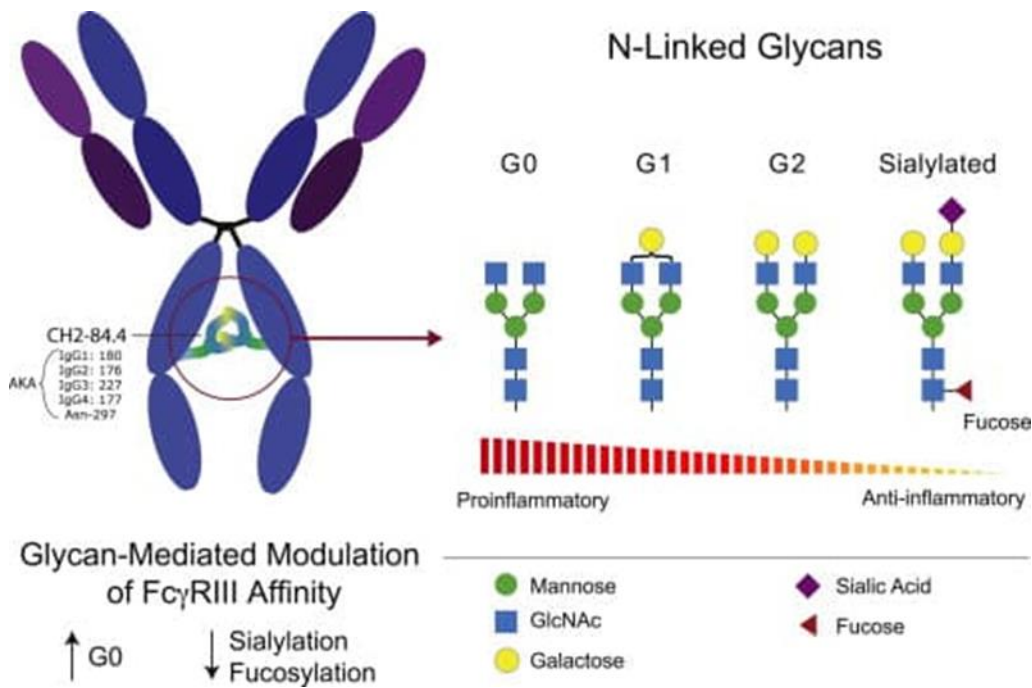 N-Linked Glycans
G0
G1
G2
Sialylated
CH2-84.4
AKA
IgG1: 180
IgG2: 176
IgG3: 227
IgG4: 177
Asn-297
Fucose
Proinflammatory
Anti-inflammatory
Glycan-Mediated Modulation
of FcγRIII Affinity
↑ G0
↓ Sialylation
Fucosylation
Mannose
GlcNAc
Galactose
Sialic Acid
Fucose